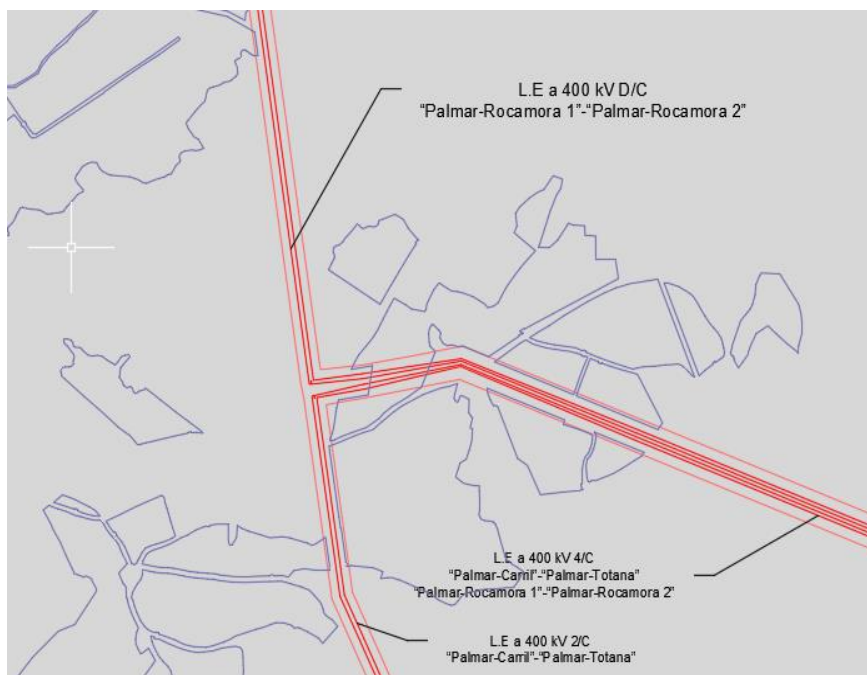 L.E a 400 kV D/C
“Palmar-Rocamora 1”-“Palmar-Rocamora 2”
L.E a 400 kV 4/C
“Palmar-Carril”-“Palmar-Totana”
“Palmar-Rocamora 1”-“Palmar-Rocamora 2”
L.E a 400 kV 2/C
“Palmar-Carril”-“Palmar-Totana”